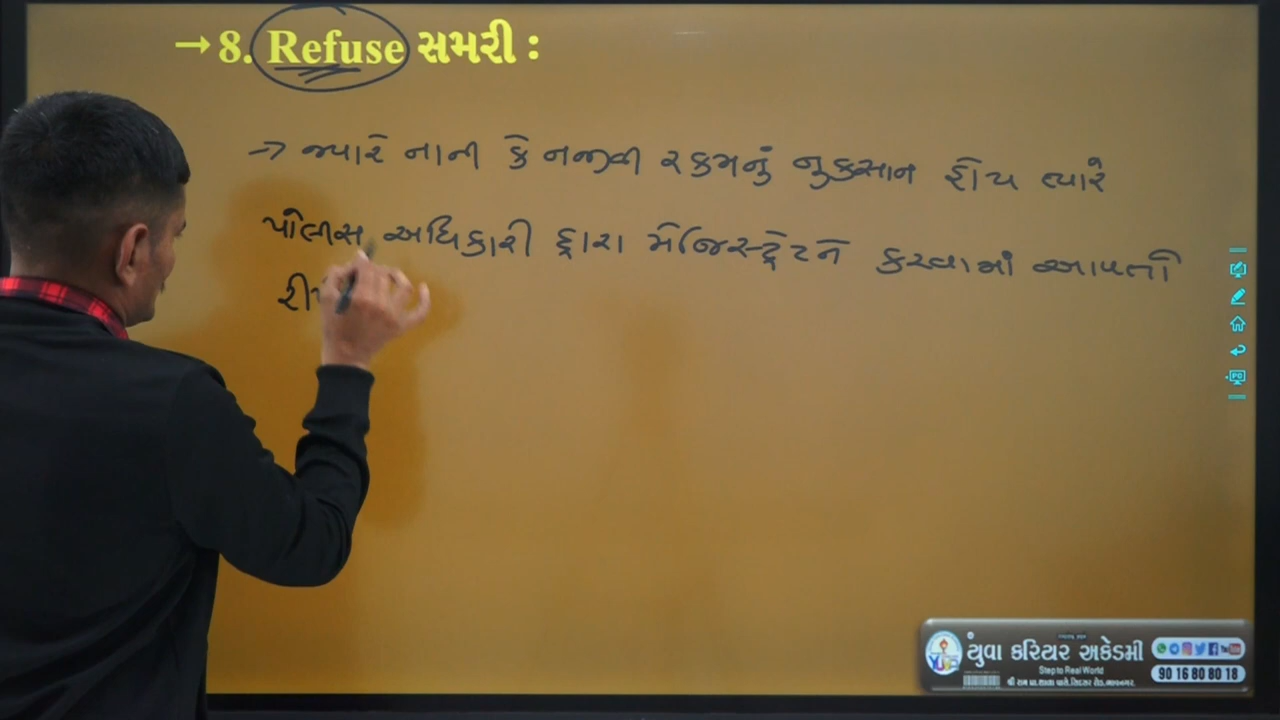 → 8. Refuse સમરી :
→ જ્યારે નાની કે નજીવી રકમનું નુકસાન હોય ત્યારે
પોલીસ અધિકારી દ્વારા મેજિસ્ટ્રેટને કરવામાં આવતો
યુવા કરિયર અકેડમી
Step to Real World
90 16 80 80 18